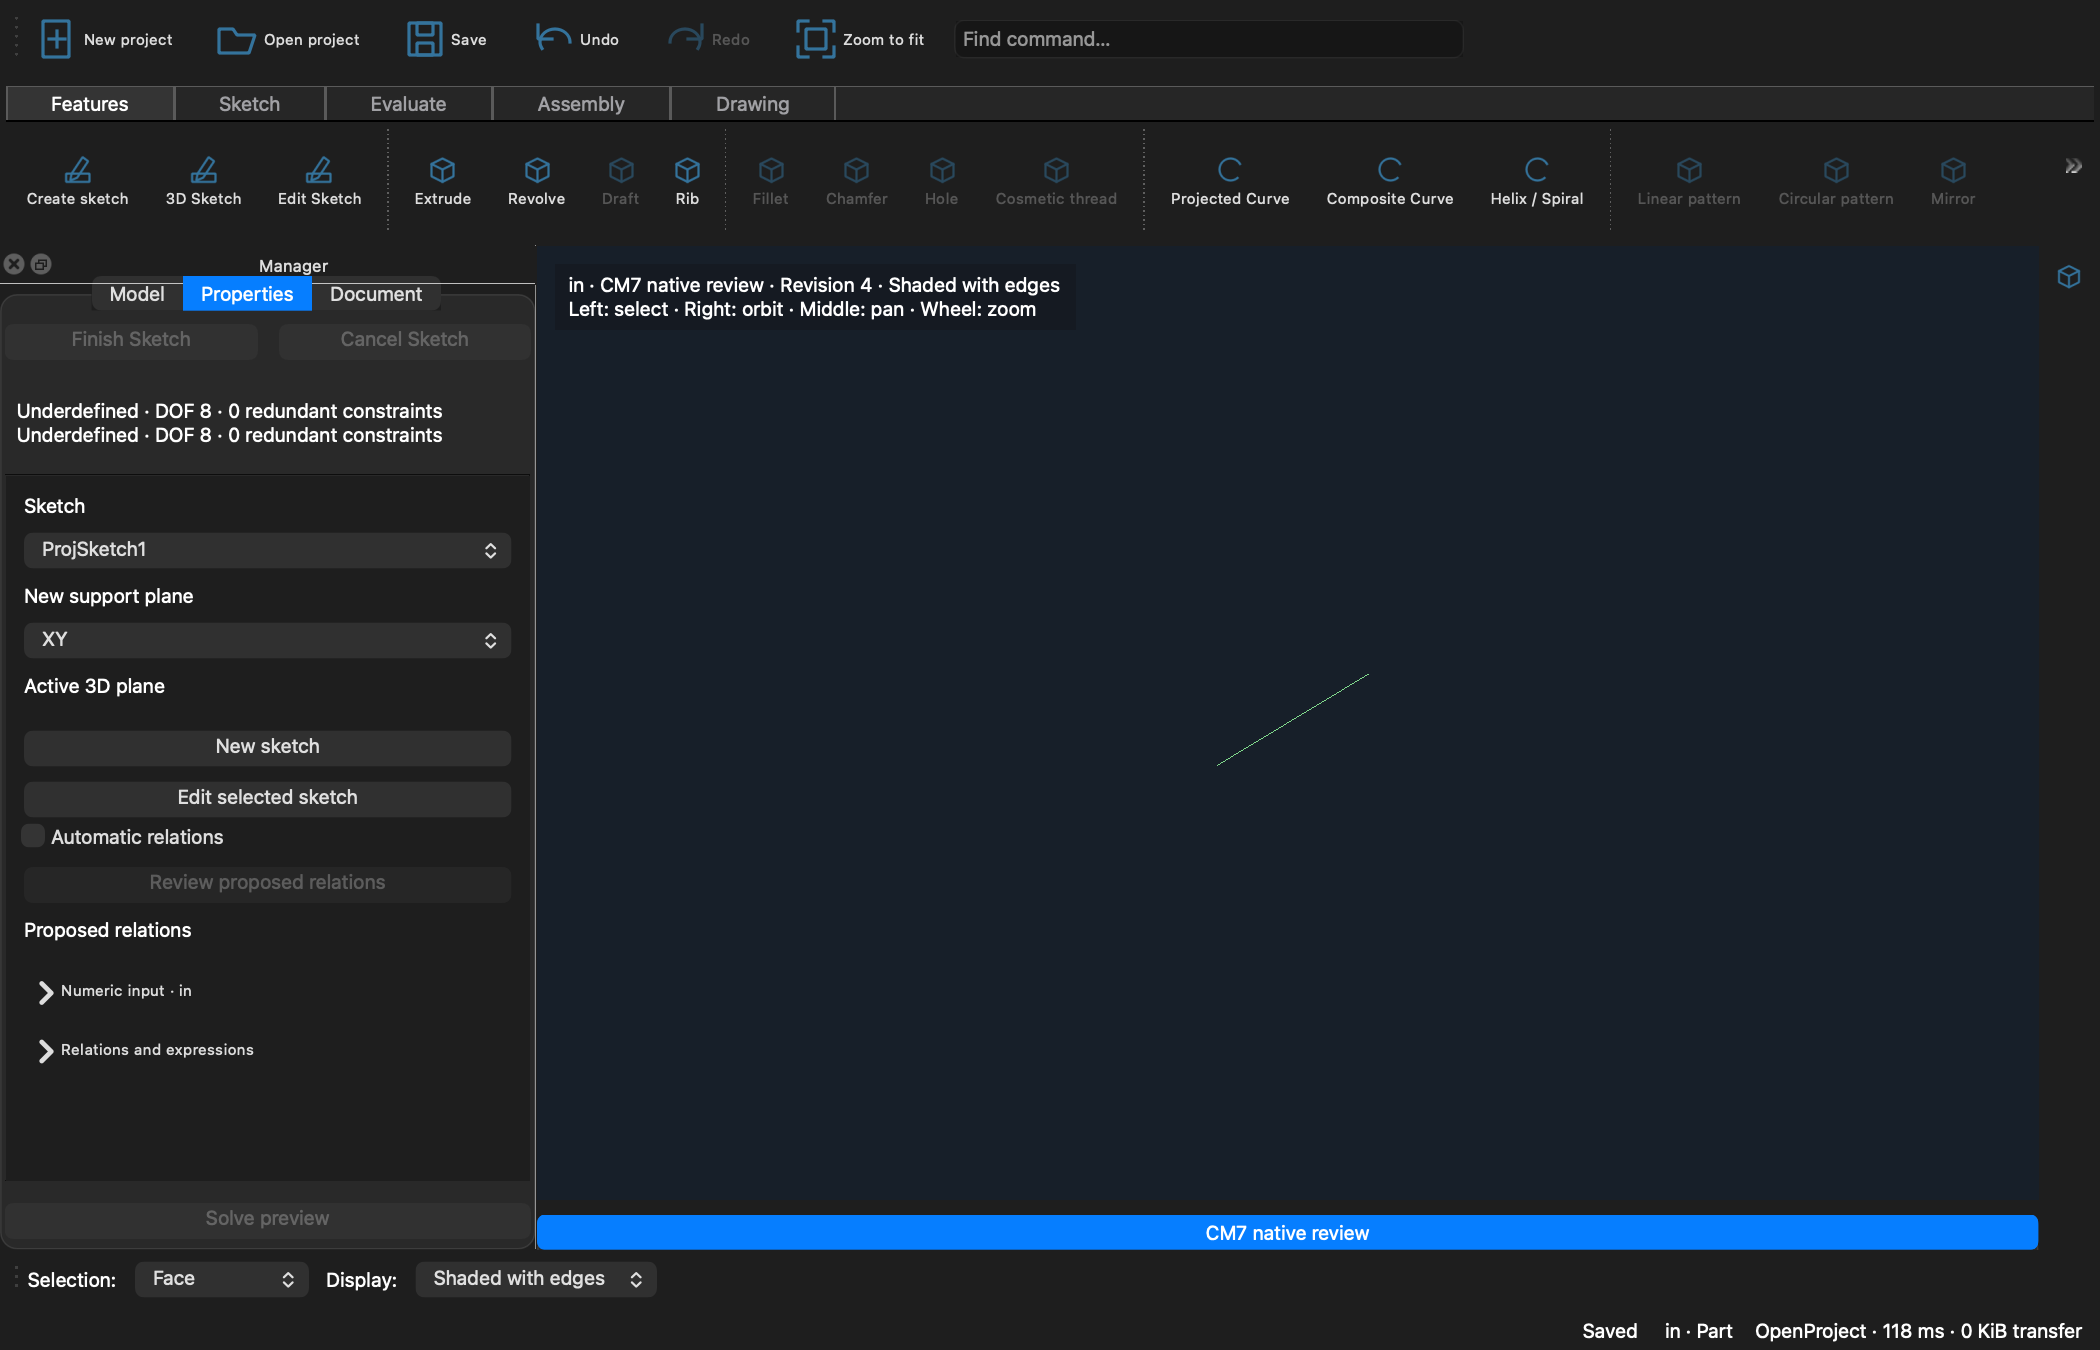 New project
Open project
Save
Undo
Redo
Zoom to fit
Find command...
Features
Sketch
Evaluate
Assembly
Drawing
Create sketch
3D Sketch
Edit Sketch
Extrude
Revolve
Draft
Rib
Fillet
Chamfer
Hole
Cosmetic thread
Projected Curve
Composite Curve
Helix / Spiral
Linear pattern
Circular pattern
Mirror
Manager
Model
Properties
Document
Finish Sketch
Cancel Sketch
Underdefined · DOF 8 · 0 redundant constraints
Underdefined · DOF 8 · 0 redundant constraints
Sketch
ProjSketch1
New support plane
XY
Active 3D plane
New sketch
Edit selected sketch
Automatic relations
Review proposed relations
Proposed relations
Numeric input · in
Relations and expressions
Solve preview
in · CM7 native review · Revision 4 · Shaded with edges
Left: select · Right: orbit · Middle: pan · Wheel: zoom
CM7 native review
Selection:
Face
Display:
Shaded with edges
Saved
in · Part
OpenProject · 118 ms · 0 KiB transfer